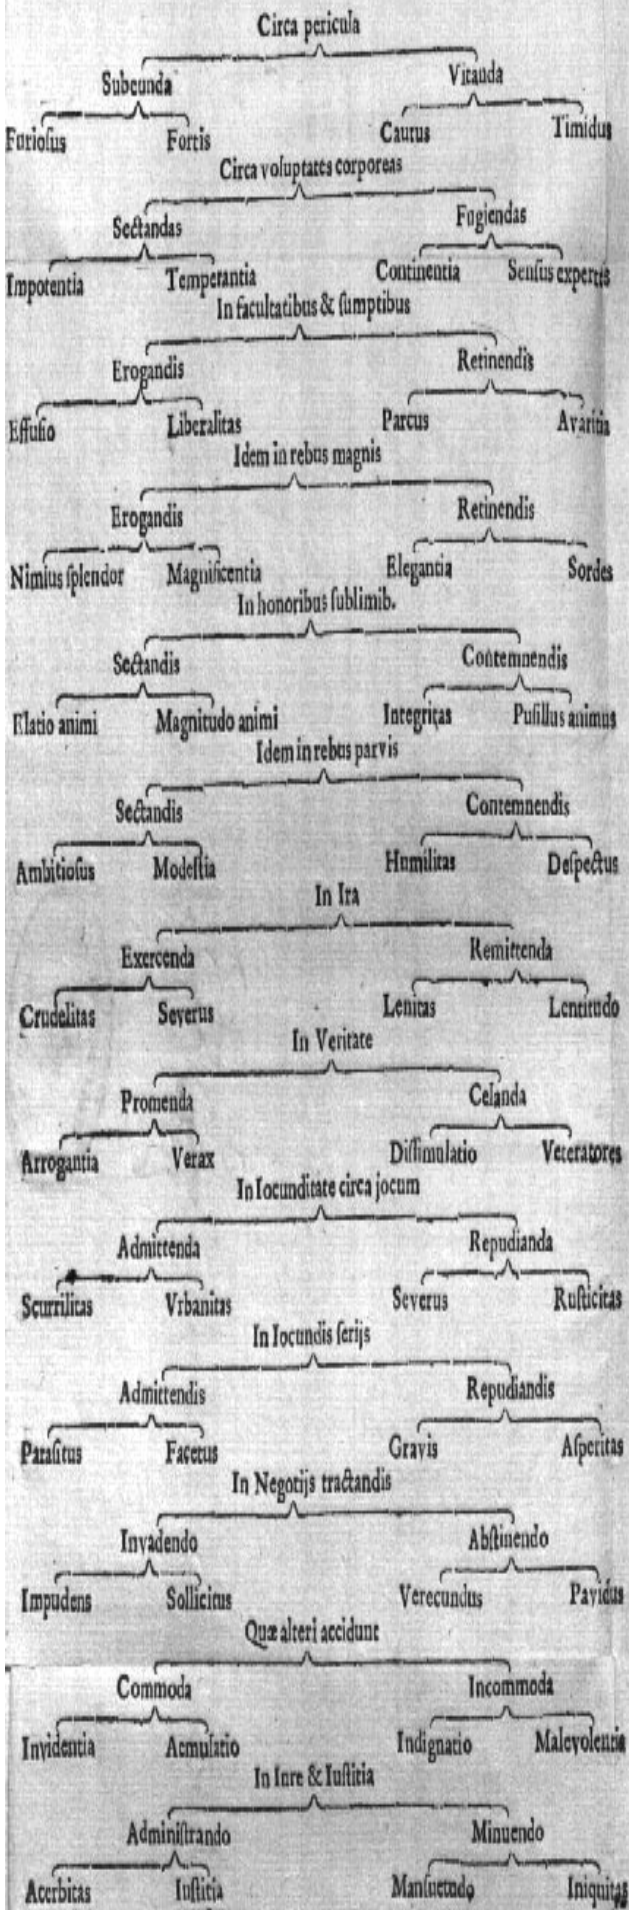 Circa pericula
Subeunda Vitanda
Furiosus Fortis Cautus Timidus
Circa voluptates corporeas
Sectandas Fugiendas
Impotentia Temperantia Continentia Sensus expertes
In facultatibus & sumptibus
Erogandis Retinendis
Effusio Liberalitas Parcus Avaritia
Idem in rebus magnis
Erogandis Retinendis
Nimius splendor Magnificentia Elegantia Sordes
In honoribus sublimib.
Sectandis Contemnendis
Elatio animi Magnitudo animi Integritas Pusillus animus
Idem in rebus parvis
Sectandis Contemnendis
Ambitiosus Modestia Humilitas Despectus
In Ira
Exercenda Remittenda
Crudelitas Severus Lenitas Lentitudo
In Veritate
Promenda Celanda
Arrogantia Verax Dissimulatio Veteratores
In Iocunditate circa jocum
Admittenda Repudianda
Scurrilitas Vrbanitas Severus Rusticitas
In Iocundis serijs
Admittendis Repudiandis
Parasitus Facetus Gravis Asperitas
In Negotijs tractandis
Invadendo Abstinendo
Impudens Sollicitus Verecundus Pavidus
Quæ alteri accidunt
Commoda Incommoda
Invidentia Aemulatio Indignatio Malevolentia
In Iure & Iustitia
Administrando Minuendo
Acerbitas Iustitia Mansuetudo Iniquitas